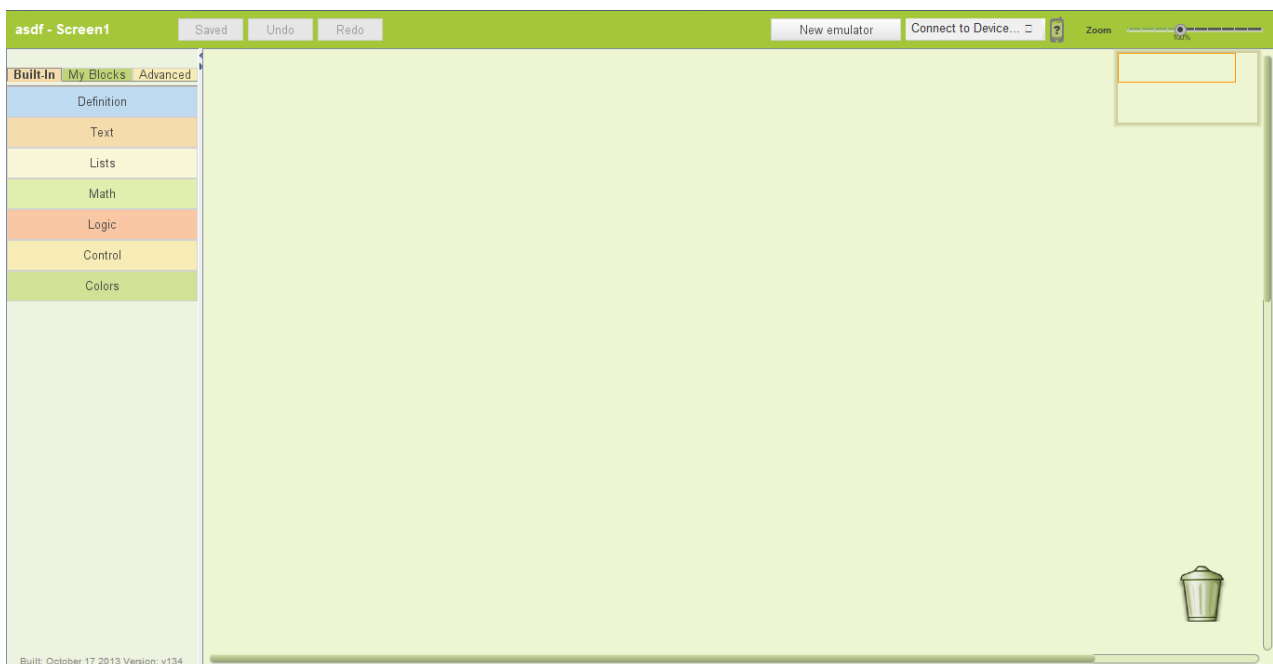 asdf - Screen1 Saved Undo Redo New emulator Connect to Device... ? Zoom
100%
Built-In My Blocks Advanced
Definition
Text
Lists
Math
Logic
Control
Colors
Built: October 17 2013 Version: v134